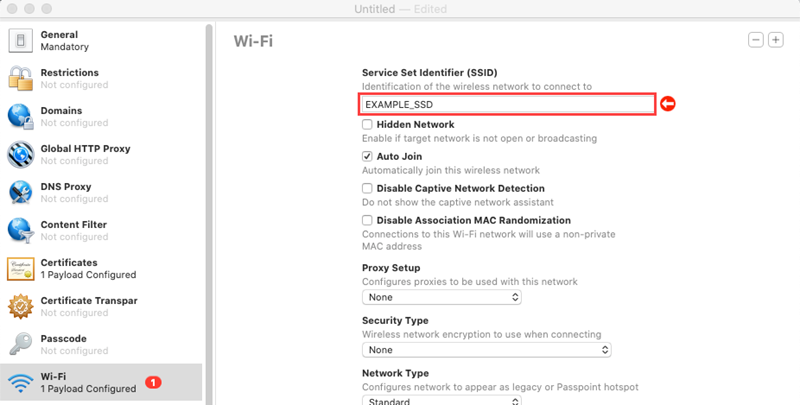 Untitled — Edited
General
Mandatory
Restrictions
Not configured
Domains
Not configured
Global HTTP Proxy
Not configured
DNS Proxy
Not configured
Content Filter
Not configured
Certificates
1 Payload Configured
Certificate Transpar
Not configured
Passcode
Not configured
Wi-Fi
1 Payload Configured
1
Wi-Fi
Service Set Identifier (SSID)
Identification of the wireless network to connect to
EXAMPLE_SSD
Hidden Network
Enable if target network is not open or broadcasting
Auto Join
Automatically join this wireless network
Disable Captive Network Detection
Do not show the captive network assistant
Disable Association MAC Randomization
Connections to this Wi-Fi network will use a non-private
MAC address
Proxy Setup
Configures proxies to be used with this network
None
Security Type
Wireless network encryption to use when connecting
None
Network Type
Configures network to appear as legacy or Passpoint hotspot
Standard